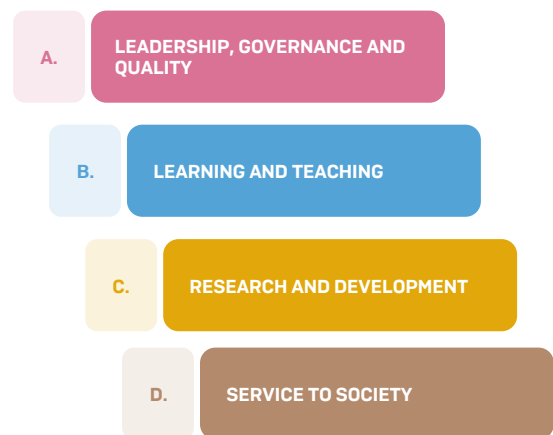 A.
LEADERSHIP, GOVERNANCE AND
QUALITY
B.
LEARNING AND TEACHING
C.
RESEARCH AND DEVELOPMENT
D.
SERVICE TO SOCIETY